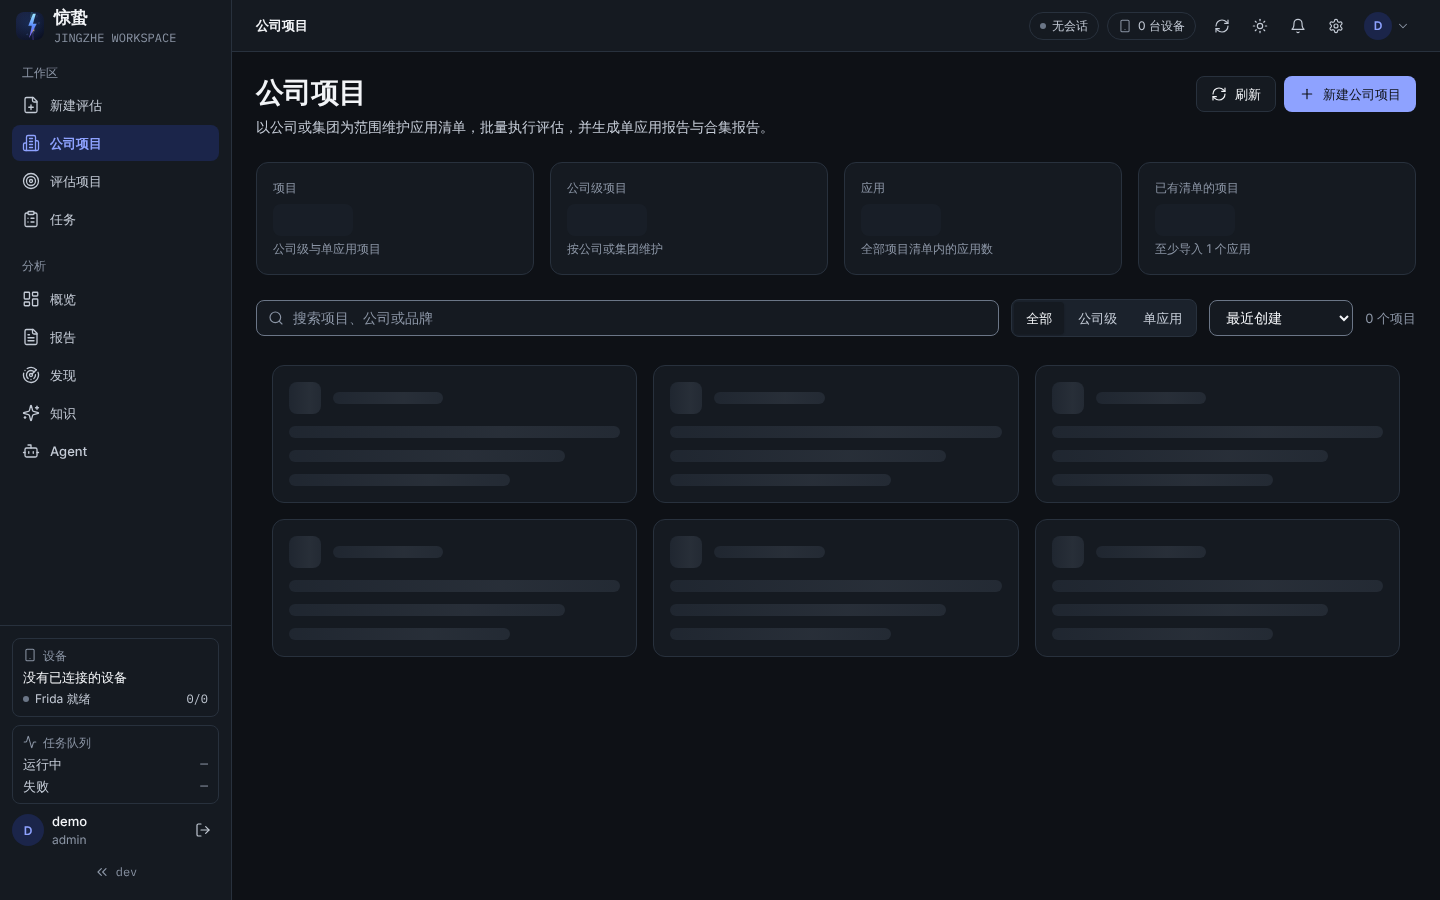 惊蛰
JINGZHE WORKSPACE
工作区
新建评估
公司项目
评估项目
任务
分析
概览
报告
发现
知识
Agent
设备
没有已连接的设备
Frida 就绪 0/0
任务队列
运行中 —
失败 —
D
demo
admin
dev
公司项目
无会话
0 台设备
D
公司项目
以公司或集团为范围维护应用清单，批量执行评估，并生成单应用报告与合集报告。
刷新
新建公司项目
项目
公司级与单应用项目
公司级项目
按公司或集团维护
应用
全部项目清单内的应用数
已有清单的项目
至少导入 1 个应用
搜索项目、公司或品牌
全部 公司级 单应用
最近创建
0 个项目